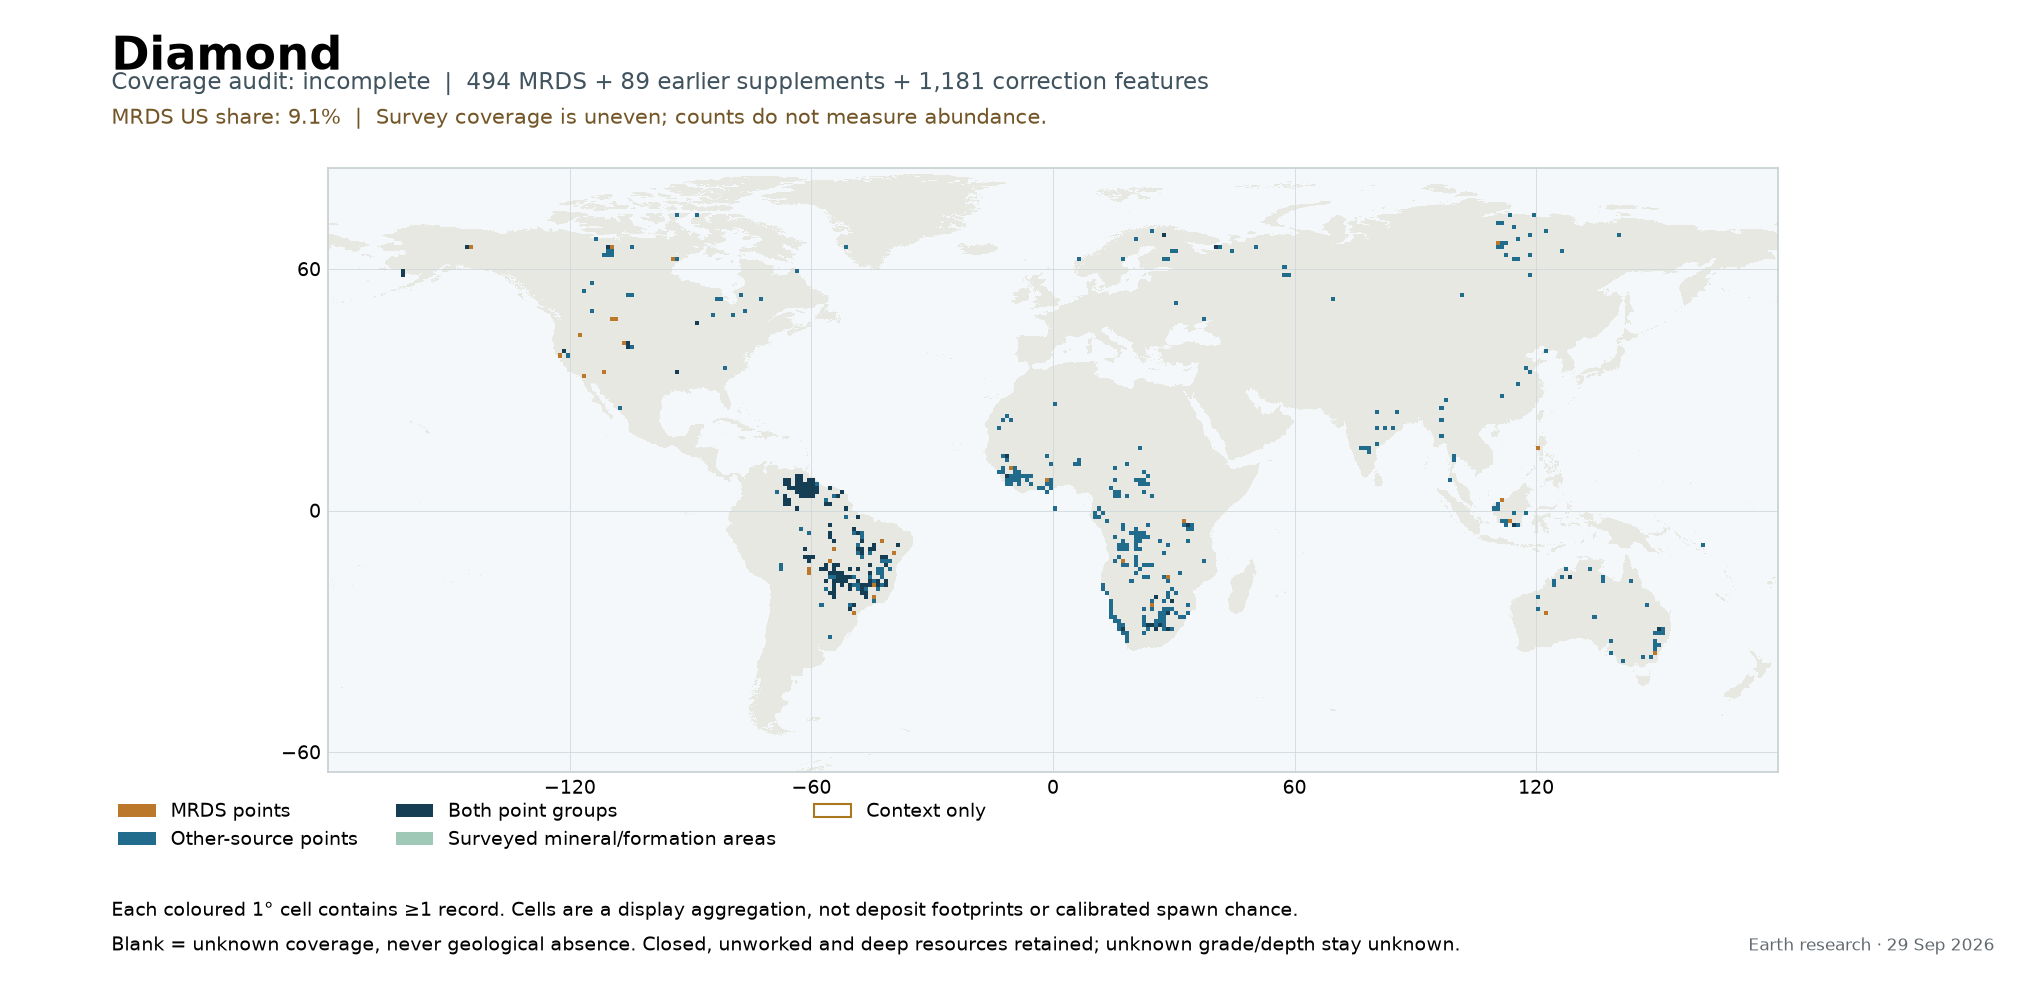 Diamond
Coverage audit: incomplete | 494 MRDS + 89 earlier supplements + 1,181 correction features
MRDS US share: 9.1% | Survey coverage is uneven; counts do not measure abundance.
60
0
−60
−120
−60
0
60
120
MRDS points
Both point groups
Context only
Other-source points
Surveyed mineral/formation areas
Each coloured 1° cell contains ≥1 record. Cells are a display aggregation, not deposit footprints or calibrated spawn chance.
Blank = unknown coverage, never geological absence. Closed, unworked and deep resources retained; unknown grade/depth stay unknown.
Earth research · 29 Sep 2026